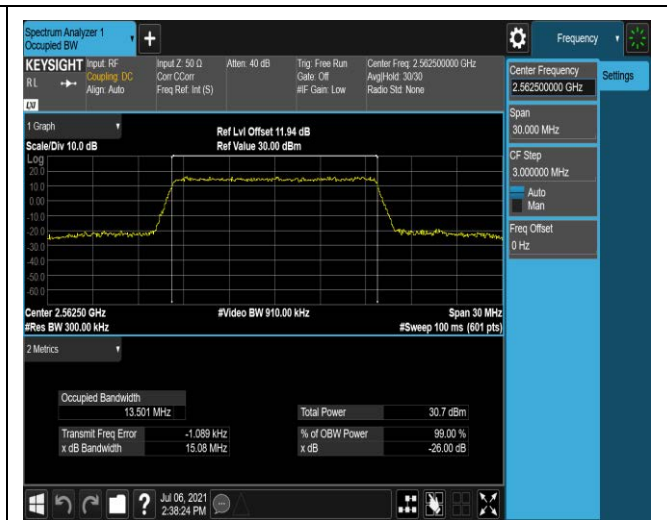 Spectrum Analyzer 1
Occupied BW
+
Frequency
KEYSIGHT
RL
LXI
Input: RF
Coupling: DC
Align: Auto
Input Z: 50 Ω
Corr CCorr
Freq Ref: Int (S)
Atten: 40 dB
Trig: Free Run
Gate: Off
#IF Gain: Low
Center Freq: 2.562500000 GHz
Avg|Hold: 30/30
Radio Std: None
Center Frequency
2.562500000 GHz
Settings
Span
30.000 MHz
CF Step
3.000000 MHz
Auto
Man
Freq Offset
0 Hz
1 Graph
Scale/Div 10.0 dB
Ref Lvl Offset 11.94 dB
Ref Value 30.00 dBm
Log
20.0
10.0
0.00
-10.0
-20.0
-30.0
-40.0
-50.0
-60.0
Center 2.56250 GHz
#Video BW 910.00 kHz
Span 30 MHz
#Res BW 300.00 kHz
#Sweep 100 ms (601 pts)
2 Metrics
Occupied Bandwidth
13.501 MHz
Total Power 30.7 dBm
Transmit Freq Error -1.089 kHz
% of OBW Power 99.00 %
x dB Bandwidth 15.08 MHz
x dB -26.00 dB
?
Jul 06, 2021
2:38:24 PM